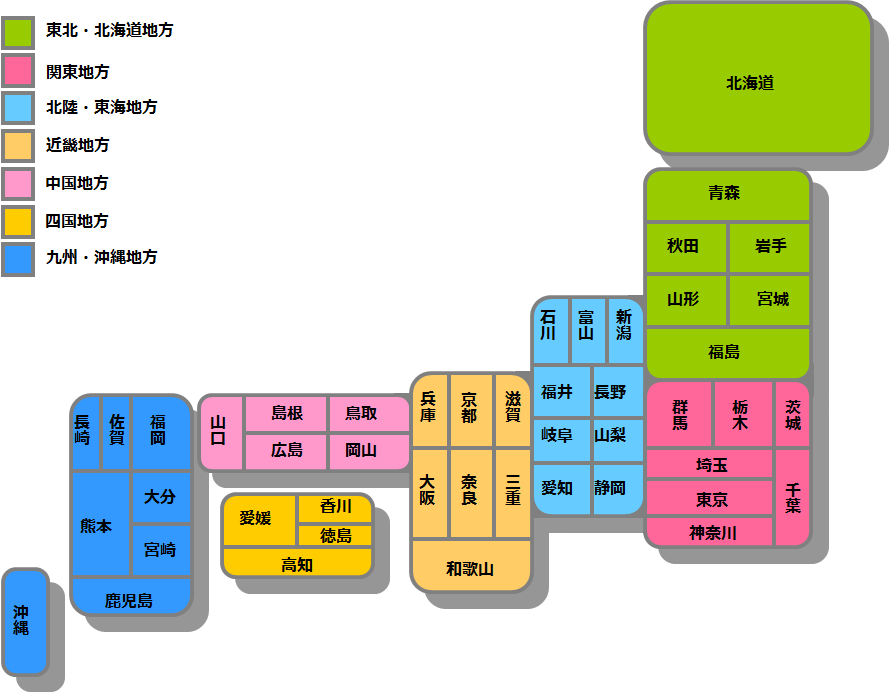 東北・北海道地方
関東地方
北陸・東海地方
近畿地方
中国地方
四国地方
九州・沖縄地方
北海道
青森
秋田
岩手
山形
宮城
福島
石川
富山
新潟
福井
長野
岐阜
山梨
愛知
静岡
群馬
栃木
茨城
埼玉
東京
神奈川
千葉
兵庫
京都
滋賀
大阪
奈良
三重
和歌山
山口
島根
鳥取
広島
岡山
愛媛
香川
徳島
高知
長崎
佐賀
福岡
熊本
大分
宮崎
鹿児島
沖縄